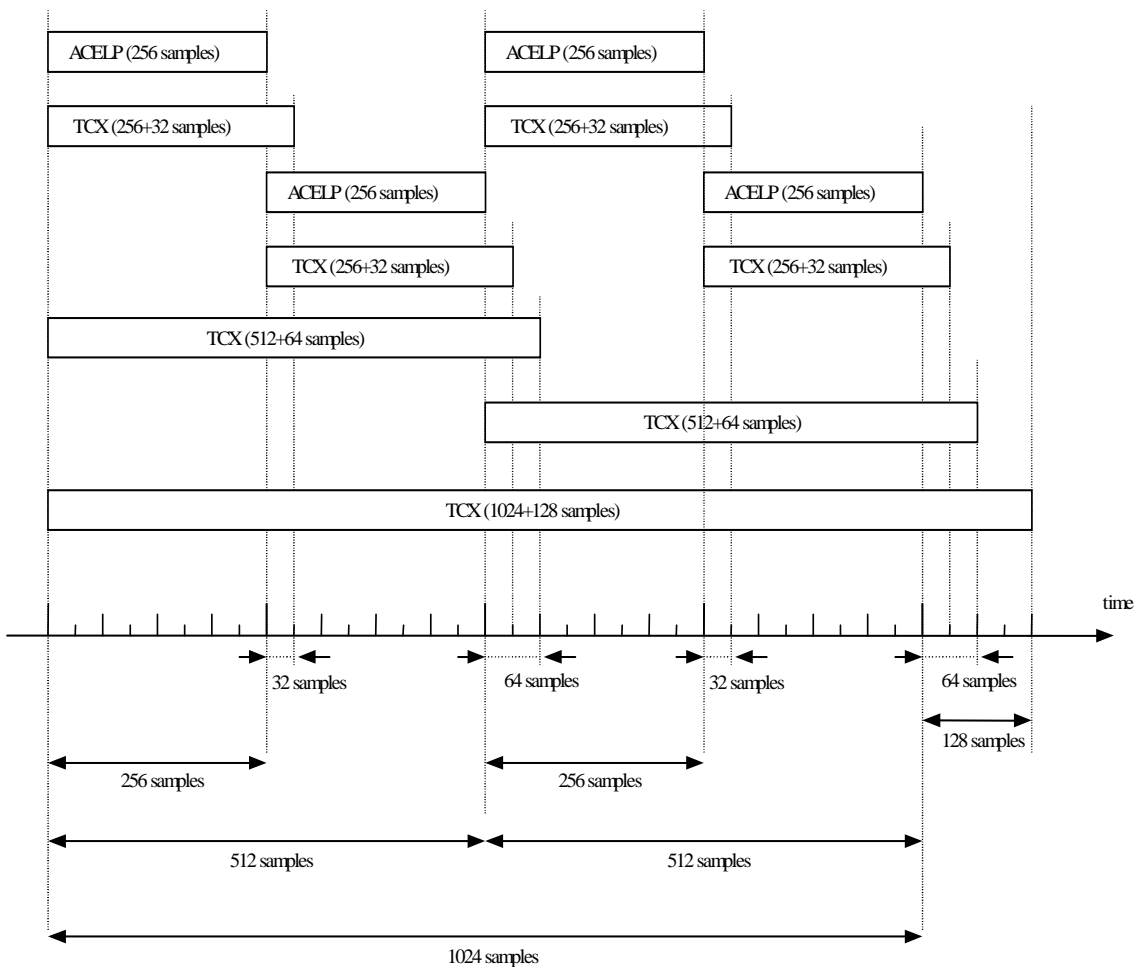 ACELP (256 samples)
ACELP (256 samples)
TCX (256+32 samples)
TCX (256+32 samples)
ACELP (256 samples)
ACELP (256 samples)
TCX (256+32 samples)
TCX (256+32 samples)
TCX (512+64 samples)
TCX (512+64 samples)
TCX (1024+128 samples)
time
32 samples
64 samples
32 samples
64 samples
128 samples
256 samples
256 samples
512 samples
512 samples
1024 samples